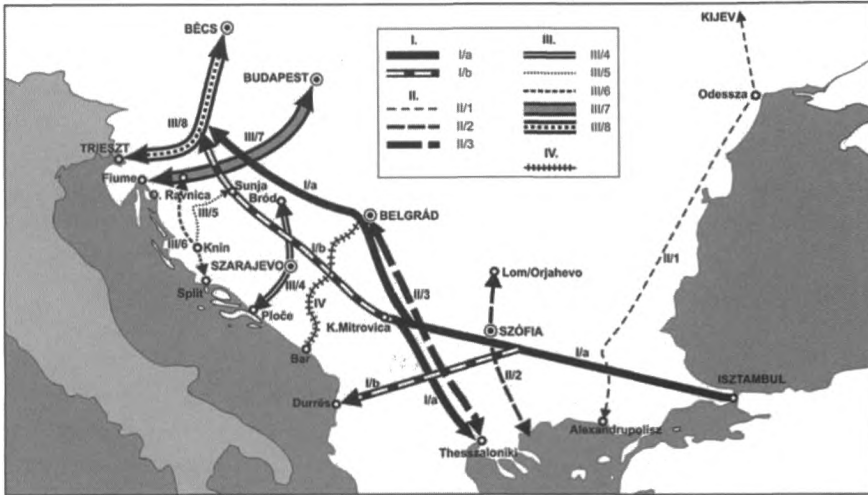 BÉCS
KIJEV
BUDAPEST
Odessza
III/8
III/7
TRIESZT
Fiume
Ravnica
Sunja
Bród
I/a
III/5
BELGRÁD
III/6
Knin
I/b
SZARAJEVO
II/3
Lom/Orjahevo
II/1
III/4
Split
IV
Ploče
K.Mitrovica
SZÓFIA
Bar
I/a
ISZTAMBUL
I/b
II/2
Durrës
I/a
Alexandrupolisz
Thesszaloniki
I.
I/a
I/b
II.
II/1
II/2
II/3
III.
III/4
III/5
III/6
III/7
III/8
IV.